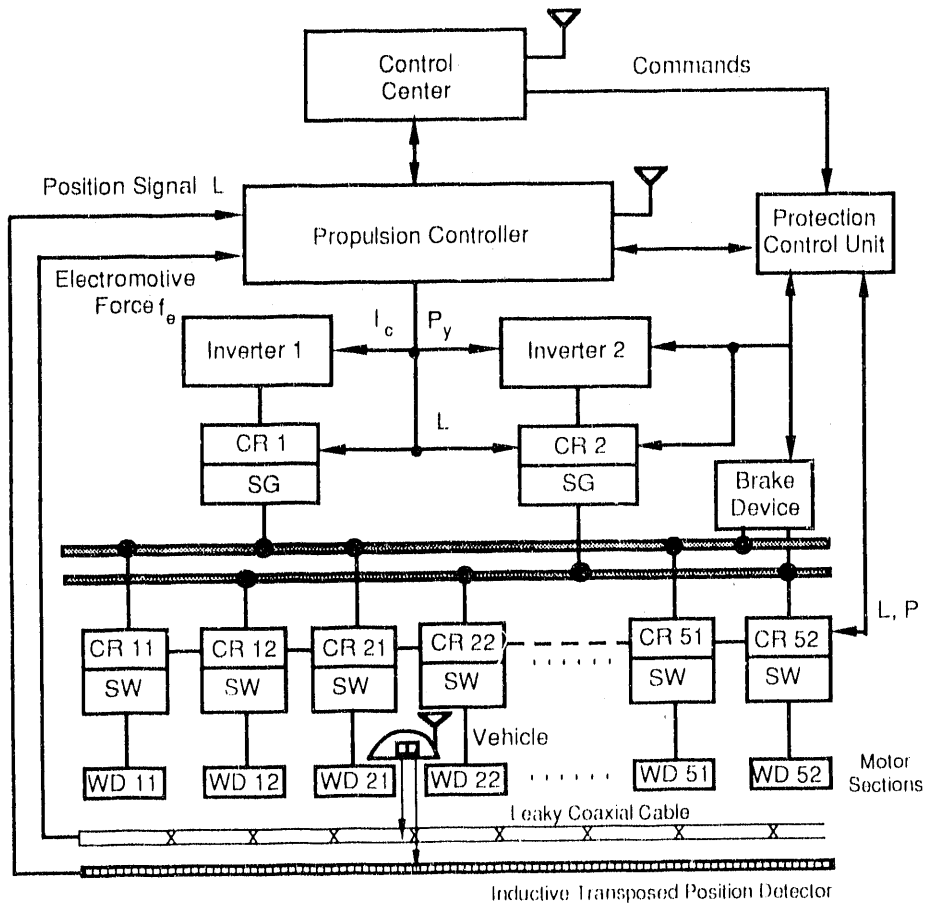 Control
Center
Commands
Position Signal L
Propulsion Controller
Protection
Control Unit
Electromotive
Force fe
Ic
Py
Inverter 1
Inverter 2
L
CR 1
SG
CR 2
SG
Brake
Device
L, P
CR 11
SW
CR 12
SW
CR 21
SW
CR 22
SW
CR 51
SW
CR 52
SW
Vehicle
WD 11
WD 12
WD 21
WD 22
WD 51
WD 52
Motor
Sections
Leaky Coaxial Cable
X X X X X X X X
Inductive Transposed Position Detector